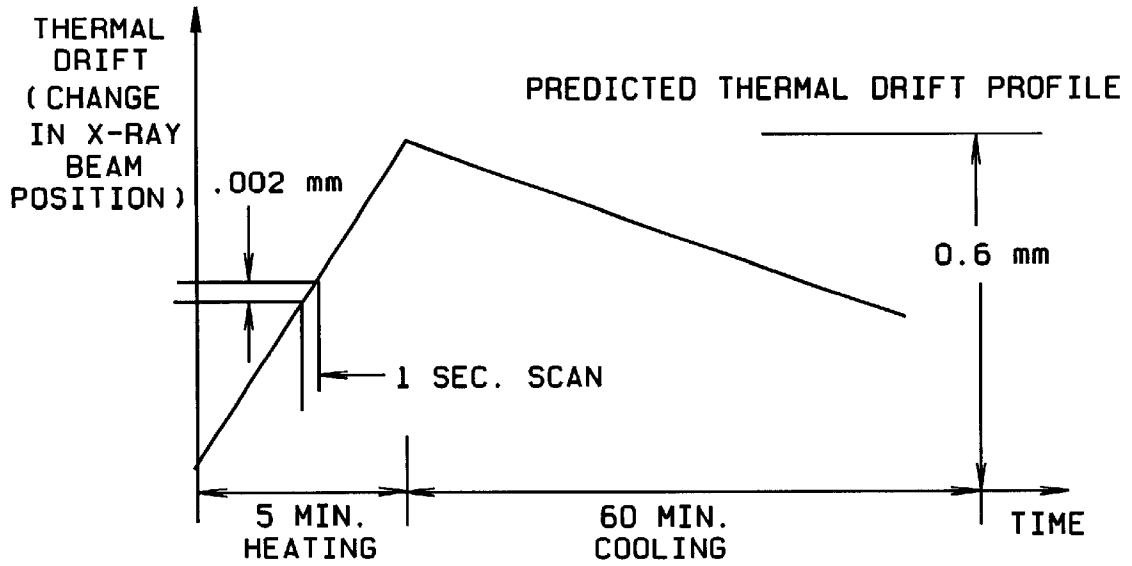 THERMAL
DRIFT
(CHANGE
IN X-RAY
BEAM
POSITION)
PREDICTED THERMAL DRIFT PROFILE
.002 mm
0.6 mm
1 SEC. SCAN
5 MIN.
HEATING
60 MIN.
COOLING
TIME